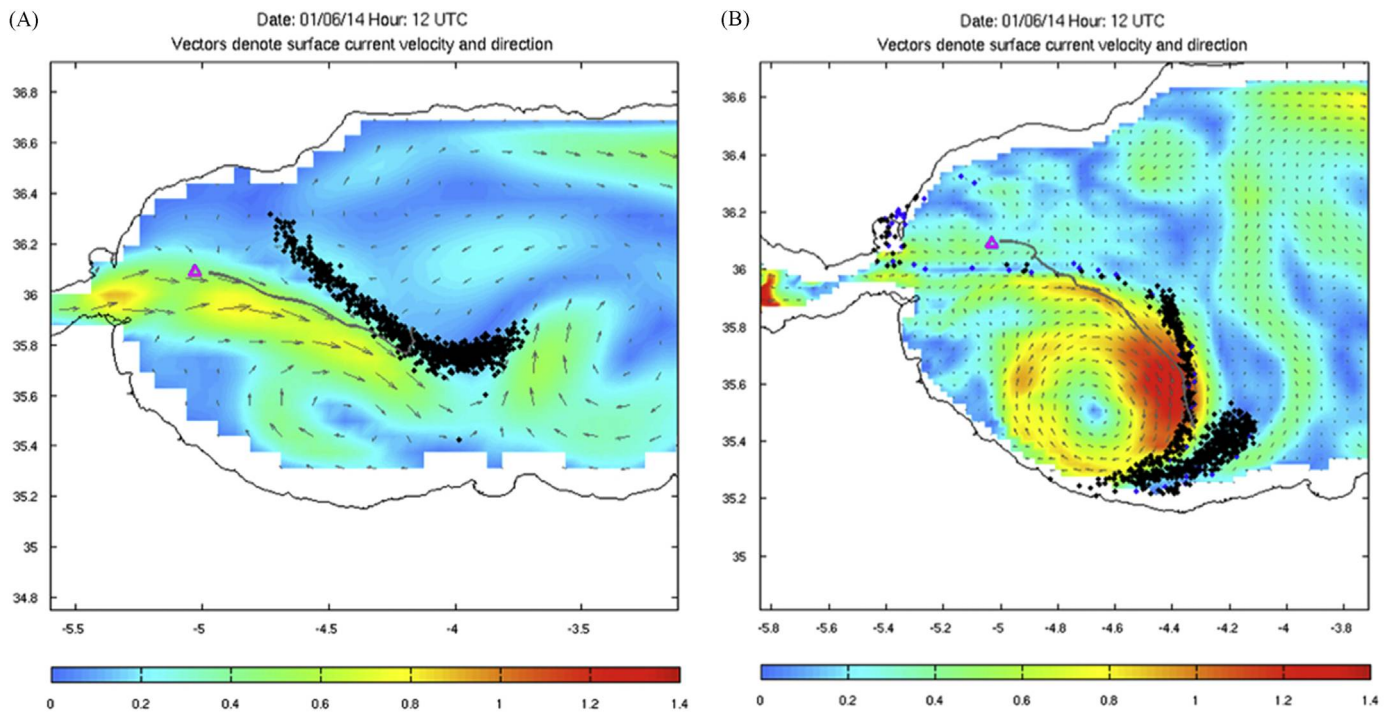 (A)
Date: 01/06/14 Hour: 12 UTC
Vectors denote surface current velocity and direction
36.8
36.6
36.4
36.2
36
35.8
35.6
35.4
35.2
35
34.8
-5.5 -5 -4.5 -4 -3.5
0 0.2 0.4 0.6 0.8 1 1.2 1.4
(B)
Date: 01/06/14 Hour: 12 UTC
Vectors denote surface current velocity and direction
36.6
36.4
36.2
36
35.8
35.6
35.4
35.2
35
-5.8 -5.6 -5.4 -5.2 -5 -4.8 -4.6 -4.4 -4.2 -4 -3.8
0 0.2 0.4 0.6 0.8 1 1.2 1.4